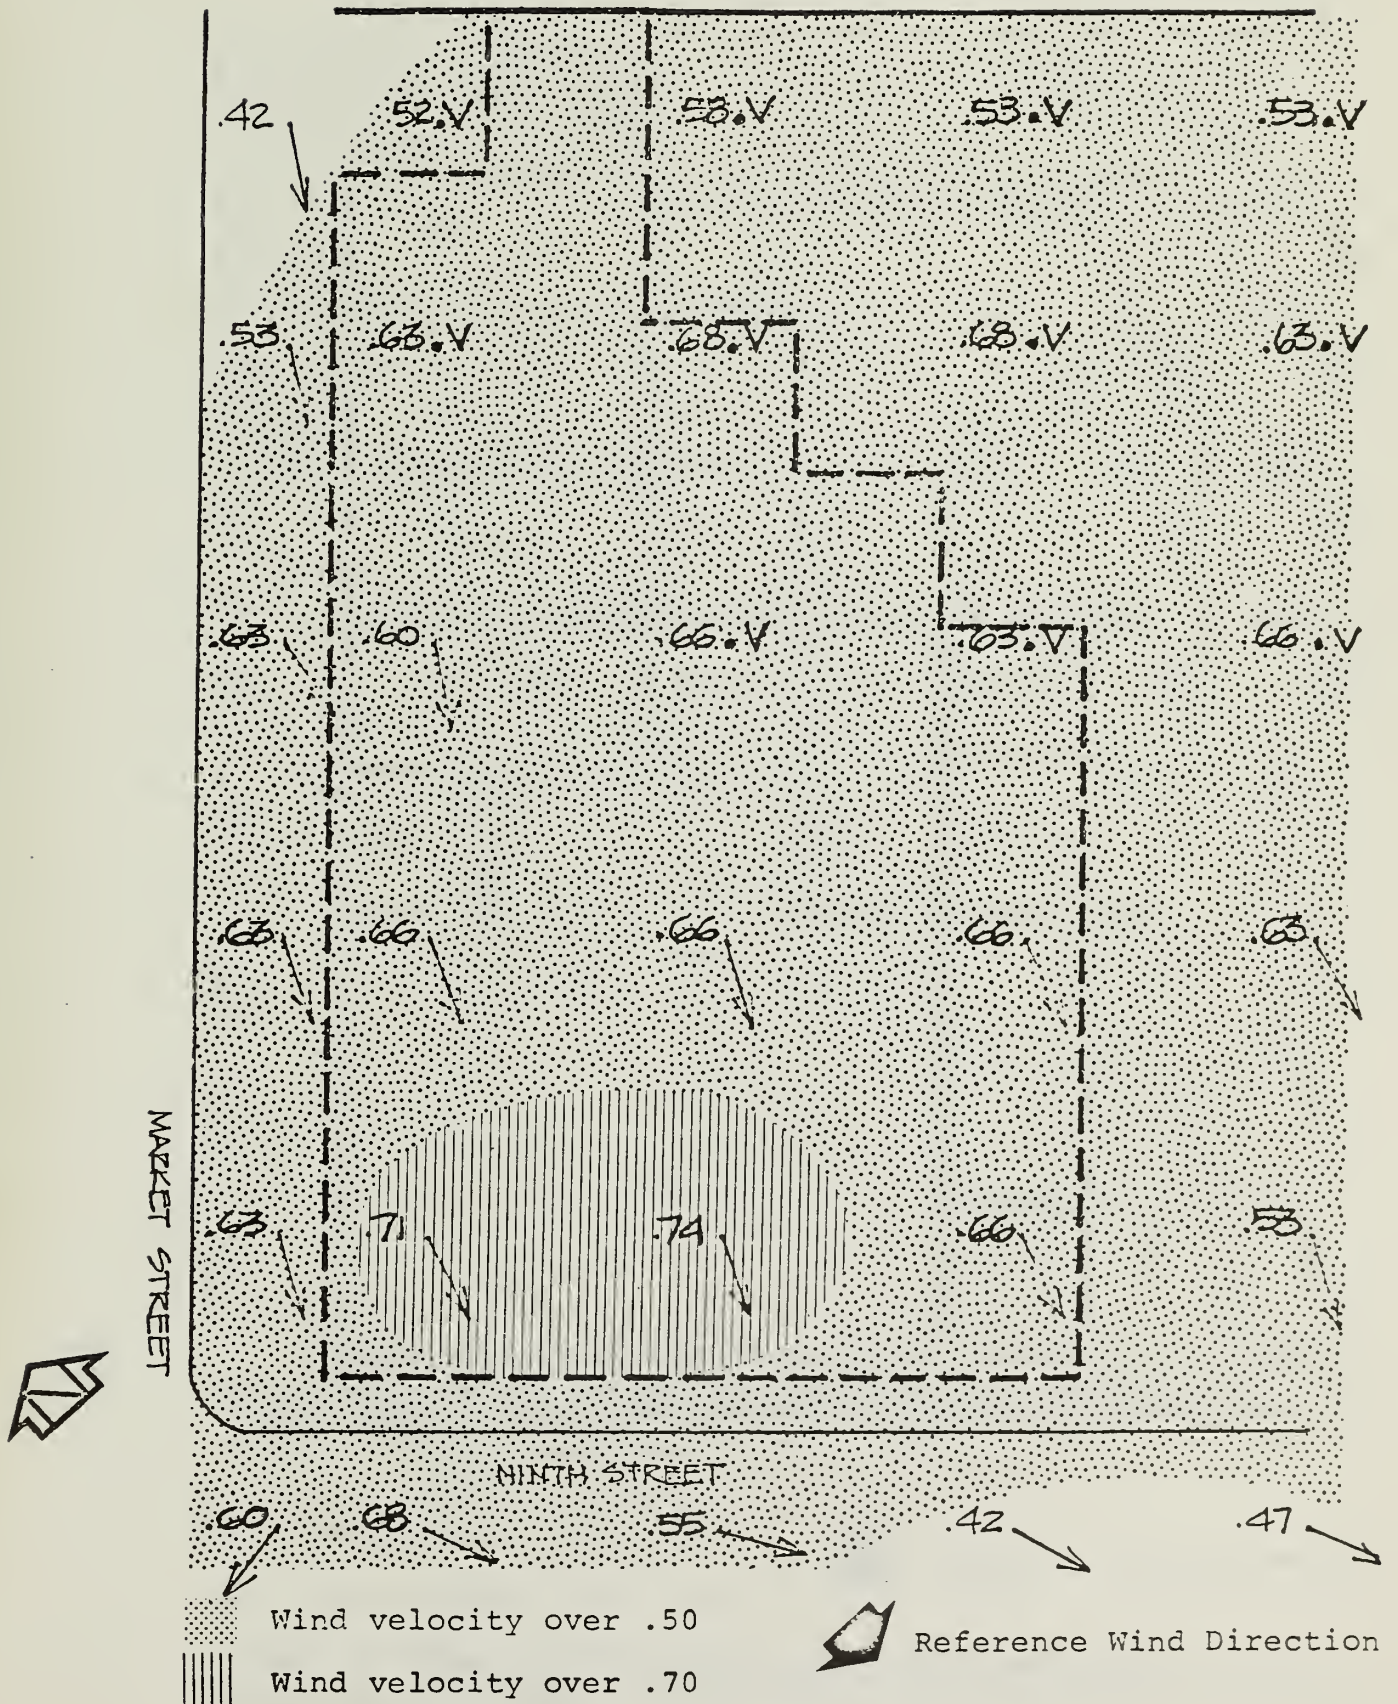 .42 .52.V .53.V .53.V .53.V
.53 .63.V .68.V .68.V .63.V
.63 .60 .66.V .63.V .66.V
.63 .66 .66 .66 .63
.63 .71 .74 .66 .53
MARKET STREET
NINTH STREET
.60 .68 .55 .42 .47
Wind velocity over .50
Reference Wind Direction
Wind velocity over .70